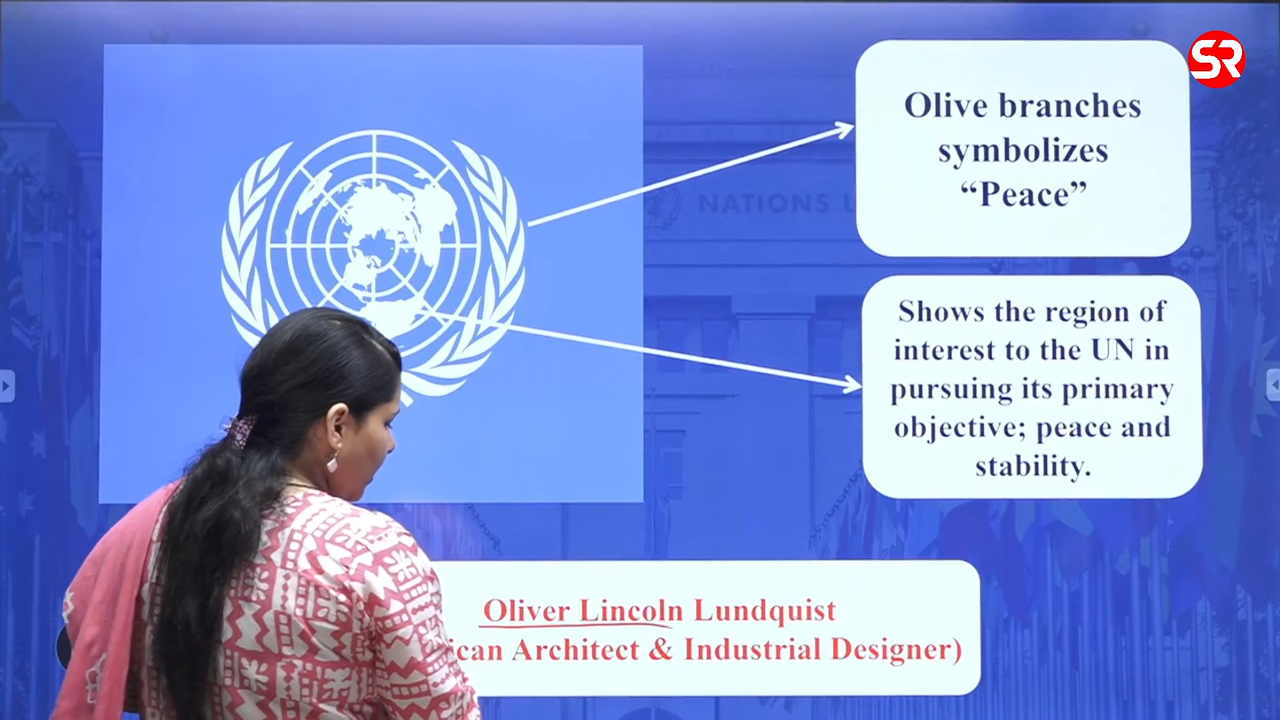 SR
Olive branches
symbolizes
“Peace”
NATIONS U
Shows the region of
interest to the UN in
pursuing its primary
objective; peace and
stability.
Oliver Lincoln Lundquist
ican Architect & Industrial Designer)